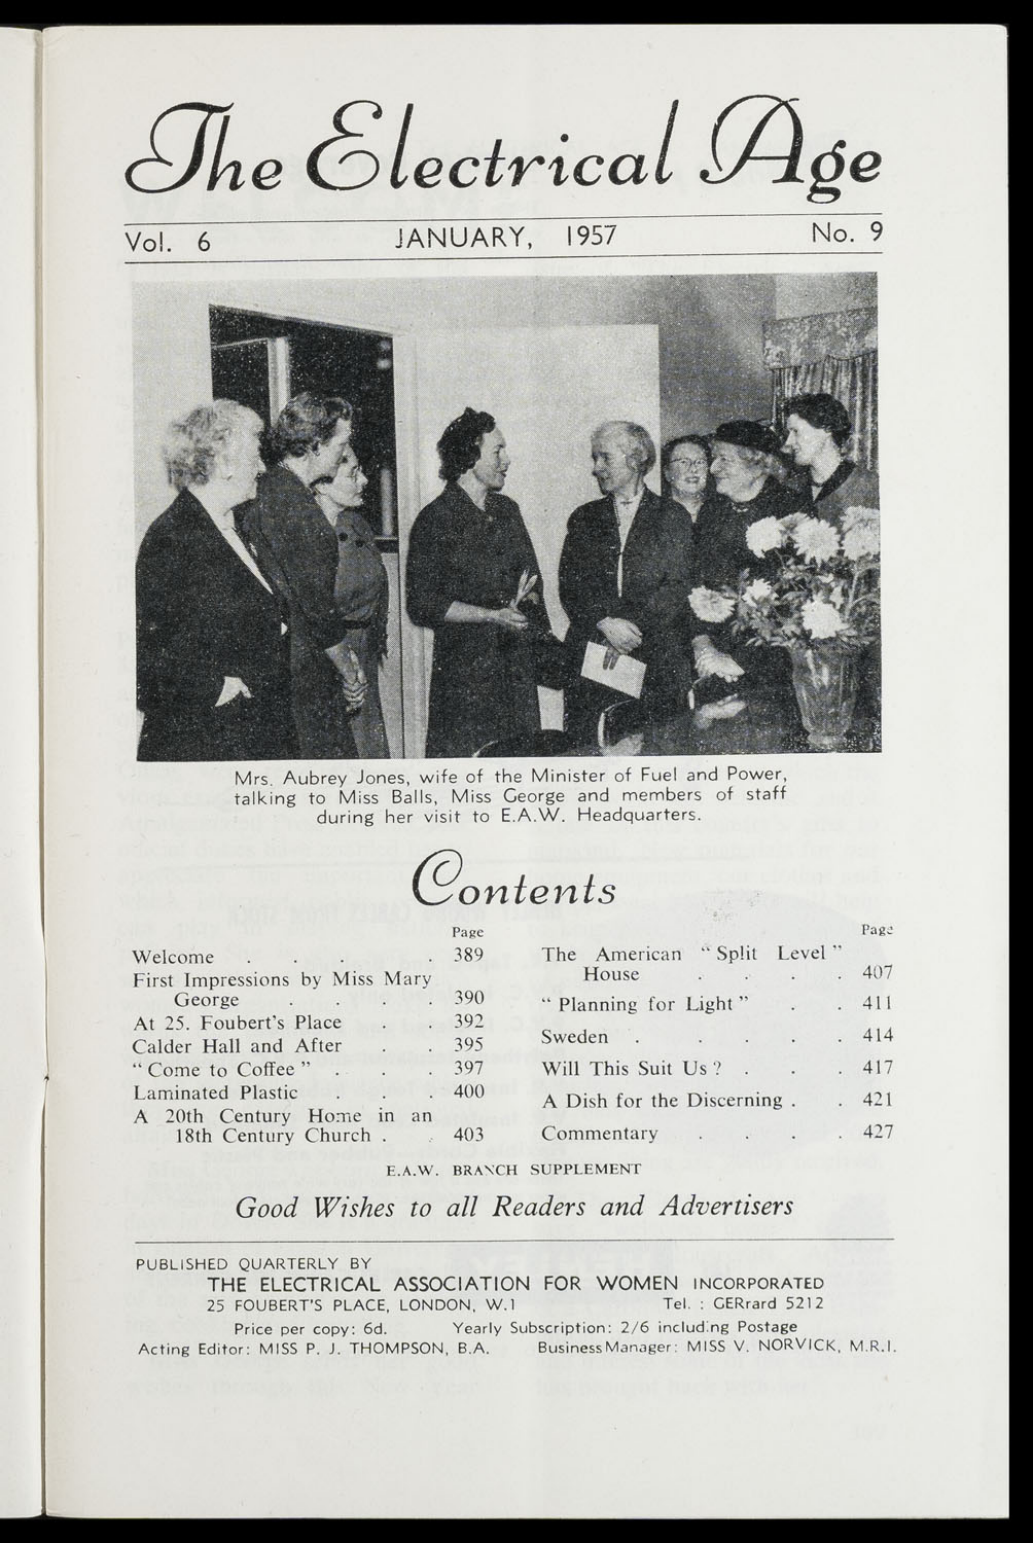 The Electrical Age
Vol. 6 JANUARY, 1957 No. 9
Mrs. Aubrey Jones, wife of the Minister of Fuel and Power,
talking to Miss Balls, Miss George and members of staff
during her visit to E.A.W. Headquarters.
Contents
Page
Welcome . . . . 389
First Impressions by Miss Mary
George . . . 390
At 25. Foubert's Place . . 392
Calder Hall and After . . 395
“ Come to Coffee ” . . . 397
Laminated Plastic . . . 400
A 20th Century Home in an
18th Century Church . . 403
Page
The American “ Split Level ”
House . . . . 407
“ Planning for Light ” . . 411
Sweden . . . . . 414
Will This Suit Us ? . . . 417
A Dish for the Discerning . . 421
Commentary . . . . 427
E.A.W. BRANCH SUPPLEMENT
Good Wishes to all Readers and Advertisers
PUBLISHED QUARTERLY BY
THE ELECTRICAL ASSOCIATION FOR WOMEN INCORPORATED
25 FOUBERT'S PLACE, LONDON, W.1 Tel. : GERrard 5212
Price per copy: 6d. Yearly Subscription: 2/6 including Postage
Acting Editor: MISS P. J. THOMPSON, B.A. Business Manager: MISS V. NORVICK, M.R.I.